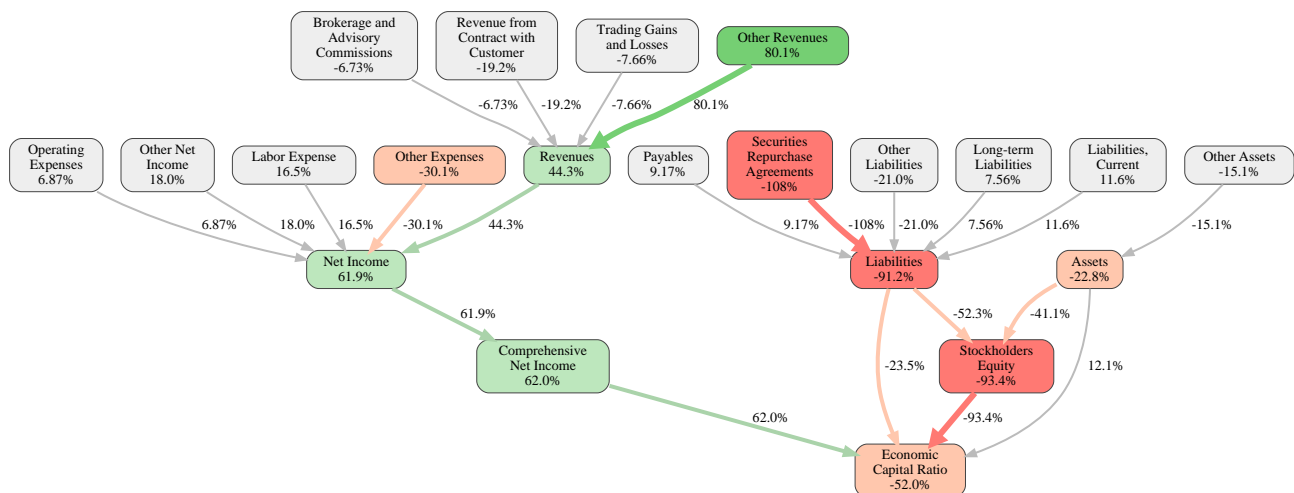 Brokerage and
Advisory
Commissions
-6.73%
Revenue from
Contract with
Customer
-19.2%
Trading Gains
and Losses
-7.66%
Other Revenues
80.1%
-6.73%
-19.2%
-7.66%
80.1%
Operating
Expenses
6.87%
Other Net
Income
18.0%
Labor Expense
16.5%
Other Expenses
-30.1%
Revenues
44.3%
Payables
9.17%
Securities
Repurchase
Agreements
-108%
Other
Liabilities
-21.0%
Long-term
Liabilities
7.56%
Liabilities,
Current
11.6%
Other Assets
-15.1%
6.87%
18.0%
16.5%
-30.1%
44.3%
9.17%
-108%
-21.0%
7.56%
11.6%
-15.1%
Net Income
61.9%
Liabilities
-91.2%
Assets
-22.8%
61.9%
-52.3%
-41.1%
Comprehensive
Net Income
62.0%
-23.5%
Stockholders
Equity
-93.4%
12.1%
62.0%
-93.4%
Economic
Capital Ratio
-52.0%